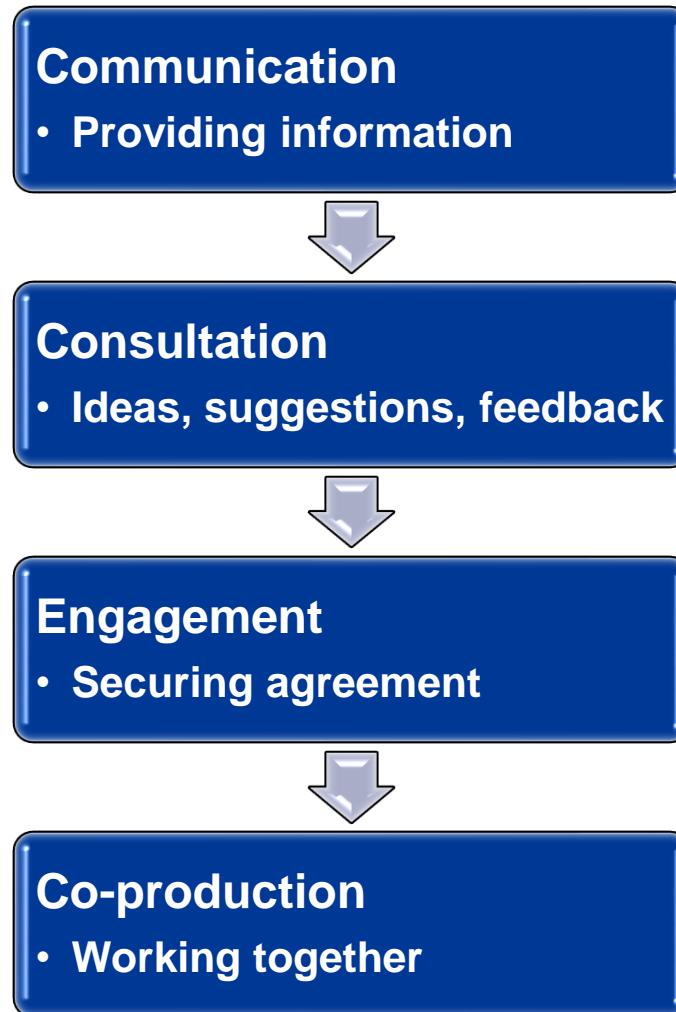 Communication
• Providing information
Consultation
• Ideas, suggestions, feedback
Engagement
• Securing agreement
Co-production
• Working together